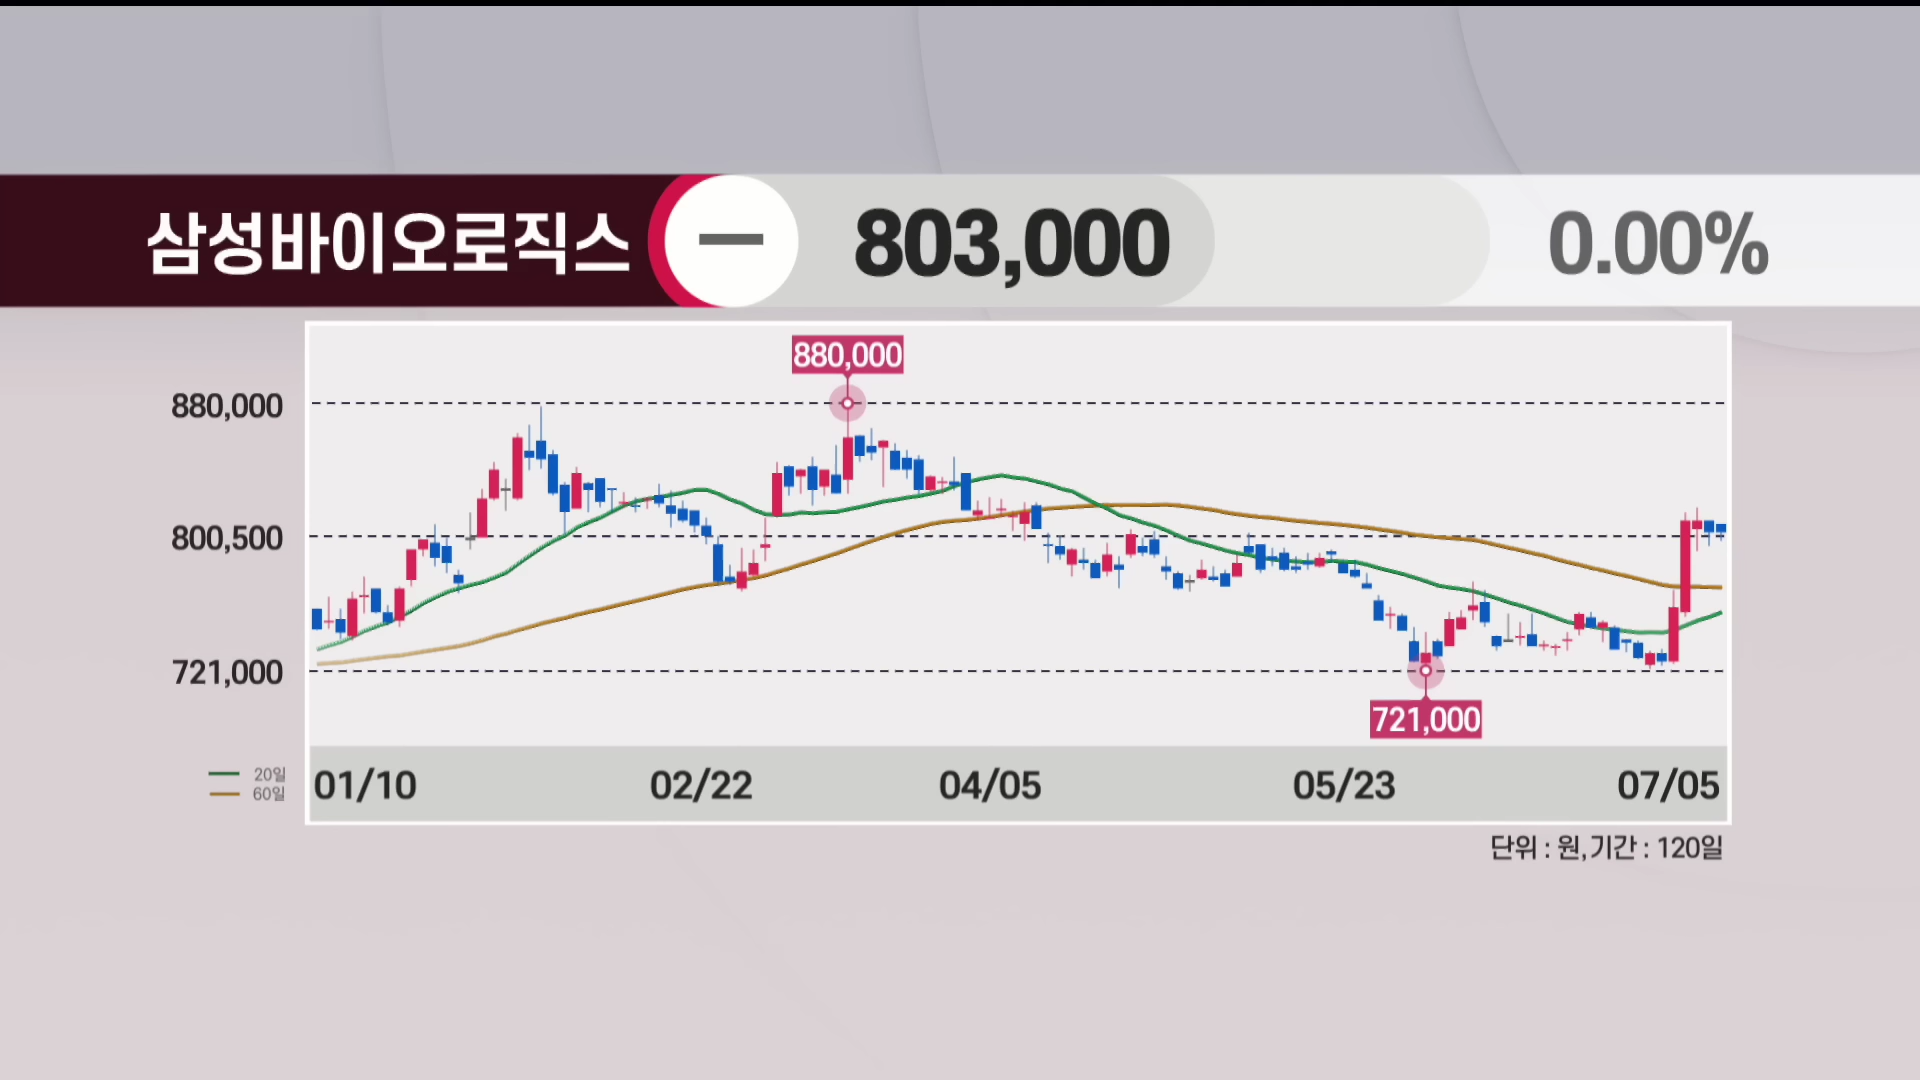 삼성바이오로직스 803,000 0.00%
880,000
880,000
800,500
721,000
721,000
20일
60일
01/10 02/22 04/05 05/23 07/05
단위 : 원, 기간 : 120일